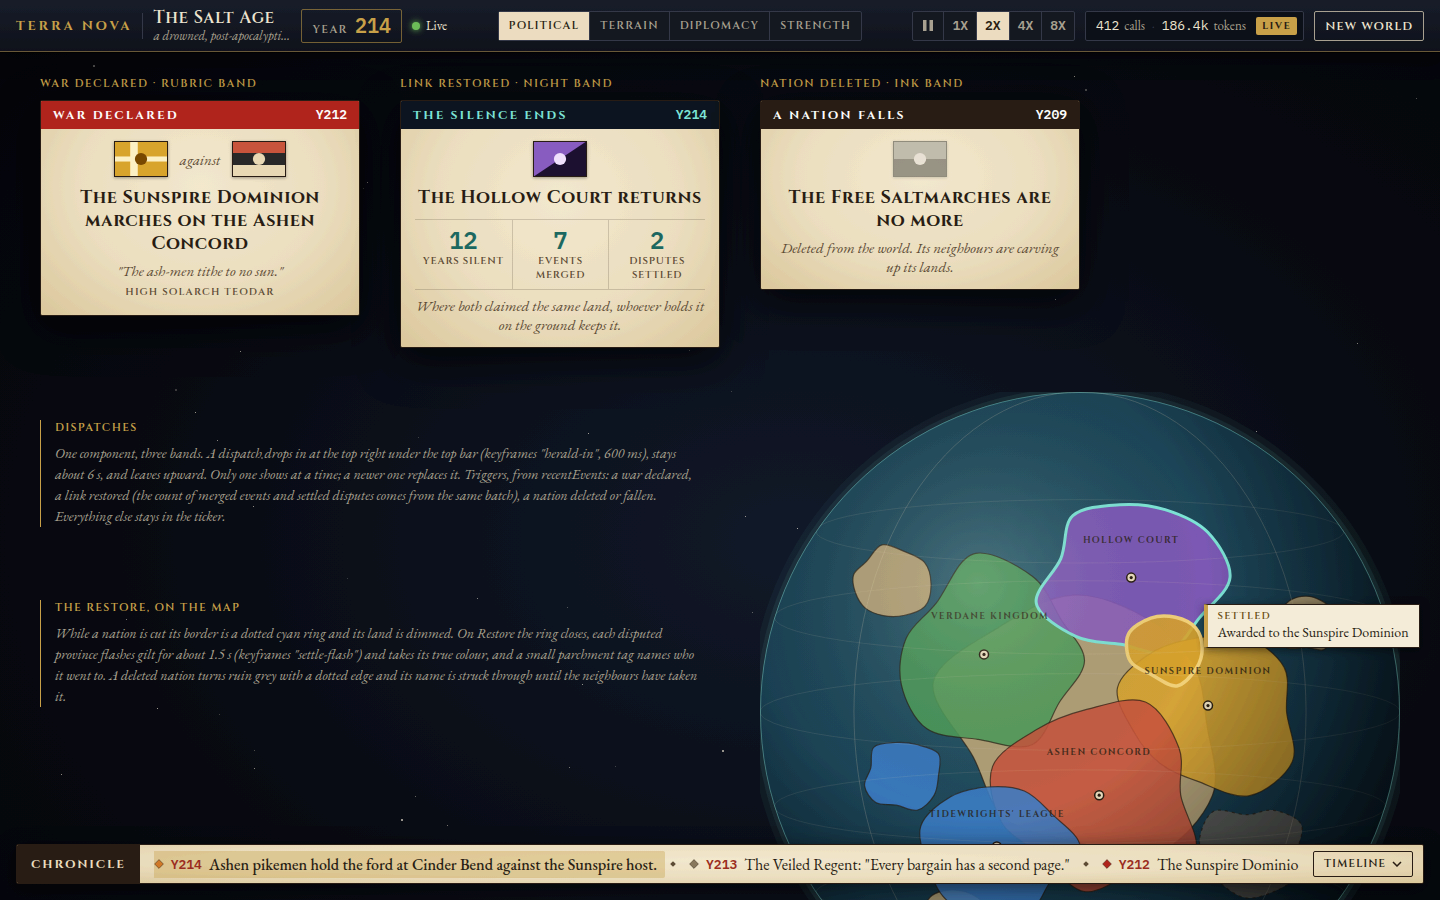 TERRA NOVA
THE SALT AGE
a drowned, post-apocalypti...
YEAR 214
Live
POLITICAL
TERRAIN
DIPLOMACY
STRENGTH
1X
2X
4X
8X
412 calls · 186.4k tokens
LIVE
NEW WORLD
WAR DECLARED · RUBRIC BAND
WAR DECLARED Y212
against
THE SUNSPIRE DOMINION
MARCHES ON THE ASHEN
CONCORD
"The ash-men tithe to no sun."
HIGH SOLARCH TEODAR
LINK RESTORED · NIGHT BAND
THE SILENCE ENDS Y214
THE HOLLOW COURT RETURNS
12
YEARS SILENT
7
EVENTS
MERGED
2
DISPUTES
SETTLED
Where both claimed the same land, whoever holds it
on the ground keeps it.
NATION DELETED · INK BAND
A NATION FALLS Y209
THE FREE SALTMARCHES ARE
NO MORE
Deleted from the world. Its neighbours are carving
up its lands.
DISPATCHES
One component, three bands. A dispatch drops in at the top right under the top bar (keyframes "herald-in", 600 ms), stays
about 6 s, and leaves upward. Only one shows at a time; a newer one replaces it. Triggers, from recentEvents: a war declared,
a link restored (the count of merged events and settled disputes comes from the same batch), a nation deleted or fallen.
Everything else stays in the ticker.
THE RESTORE, ON THE MAP
While a nation is cut its border is a dotted cyan ring and its land is dimmed. On Restore the ring closes, each disputed
province flashes gilt for about 1.5 s (keyframes "settle-flash") and takes its true colour, and a small parchment tag names who
it went to. A deleted nation turns ruin grey with a dotted edge and its name is struck through until the neighbours have taken
it.
HOLLOW COURT
VERDANE KINGDOM
SETTLED
Awarded to the Sunspire Dominion
SUNSPIRE DOMINION
ASHEN CONCORD
TIDEWRIGHTS' LEAGUE
CHRONICLE
Y214 Ashen pikemen hold the ford at Cinder Bend against the Sunspire host.
Y213 The Veiled Regent: "Every bargain has a second page."
Y212 The Sunspire Dominio
TIMELINE